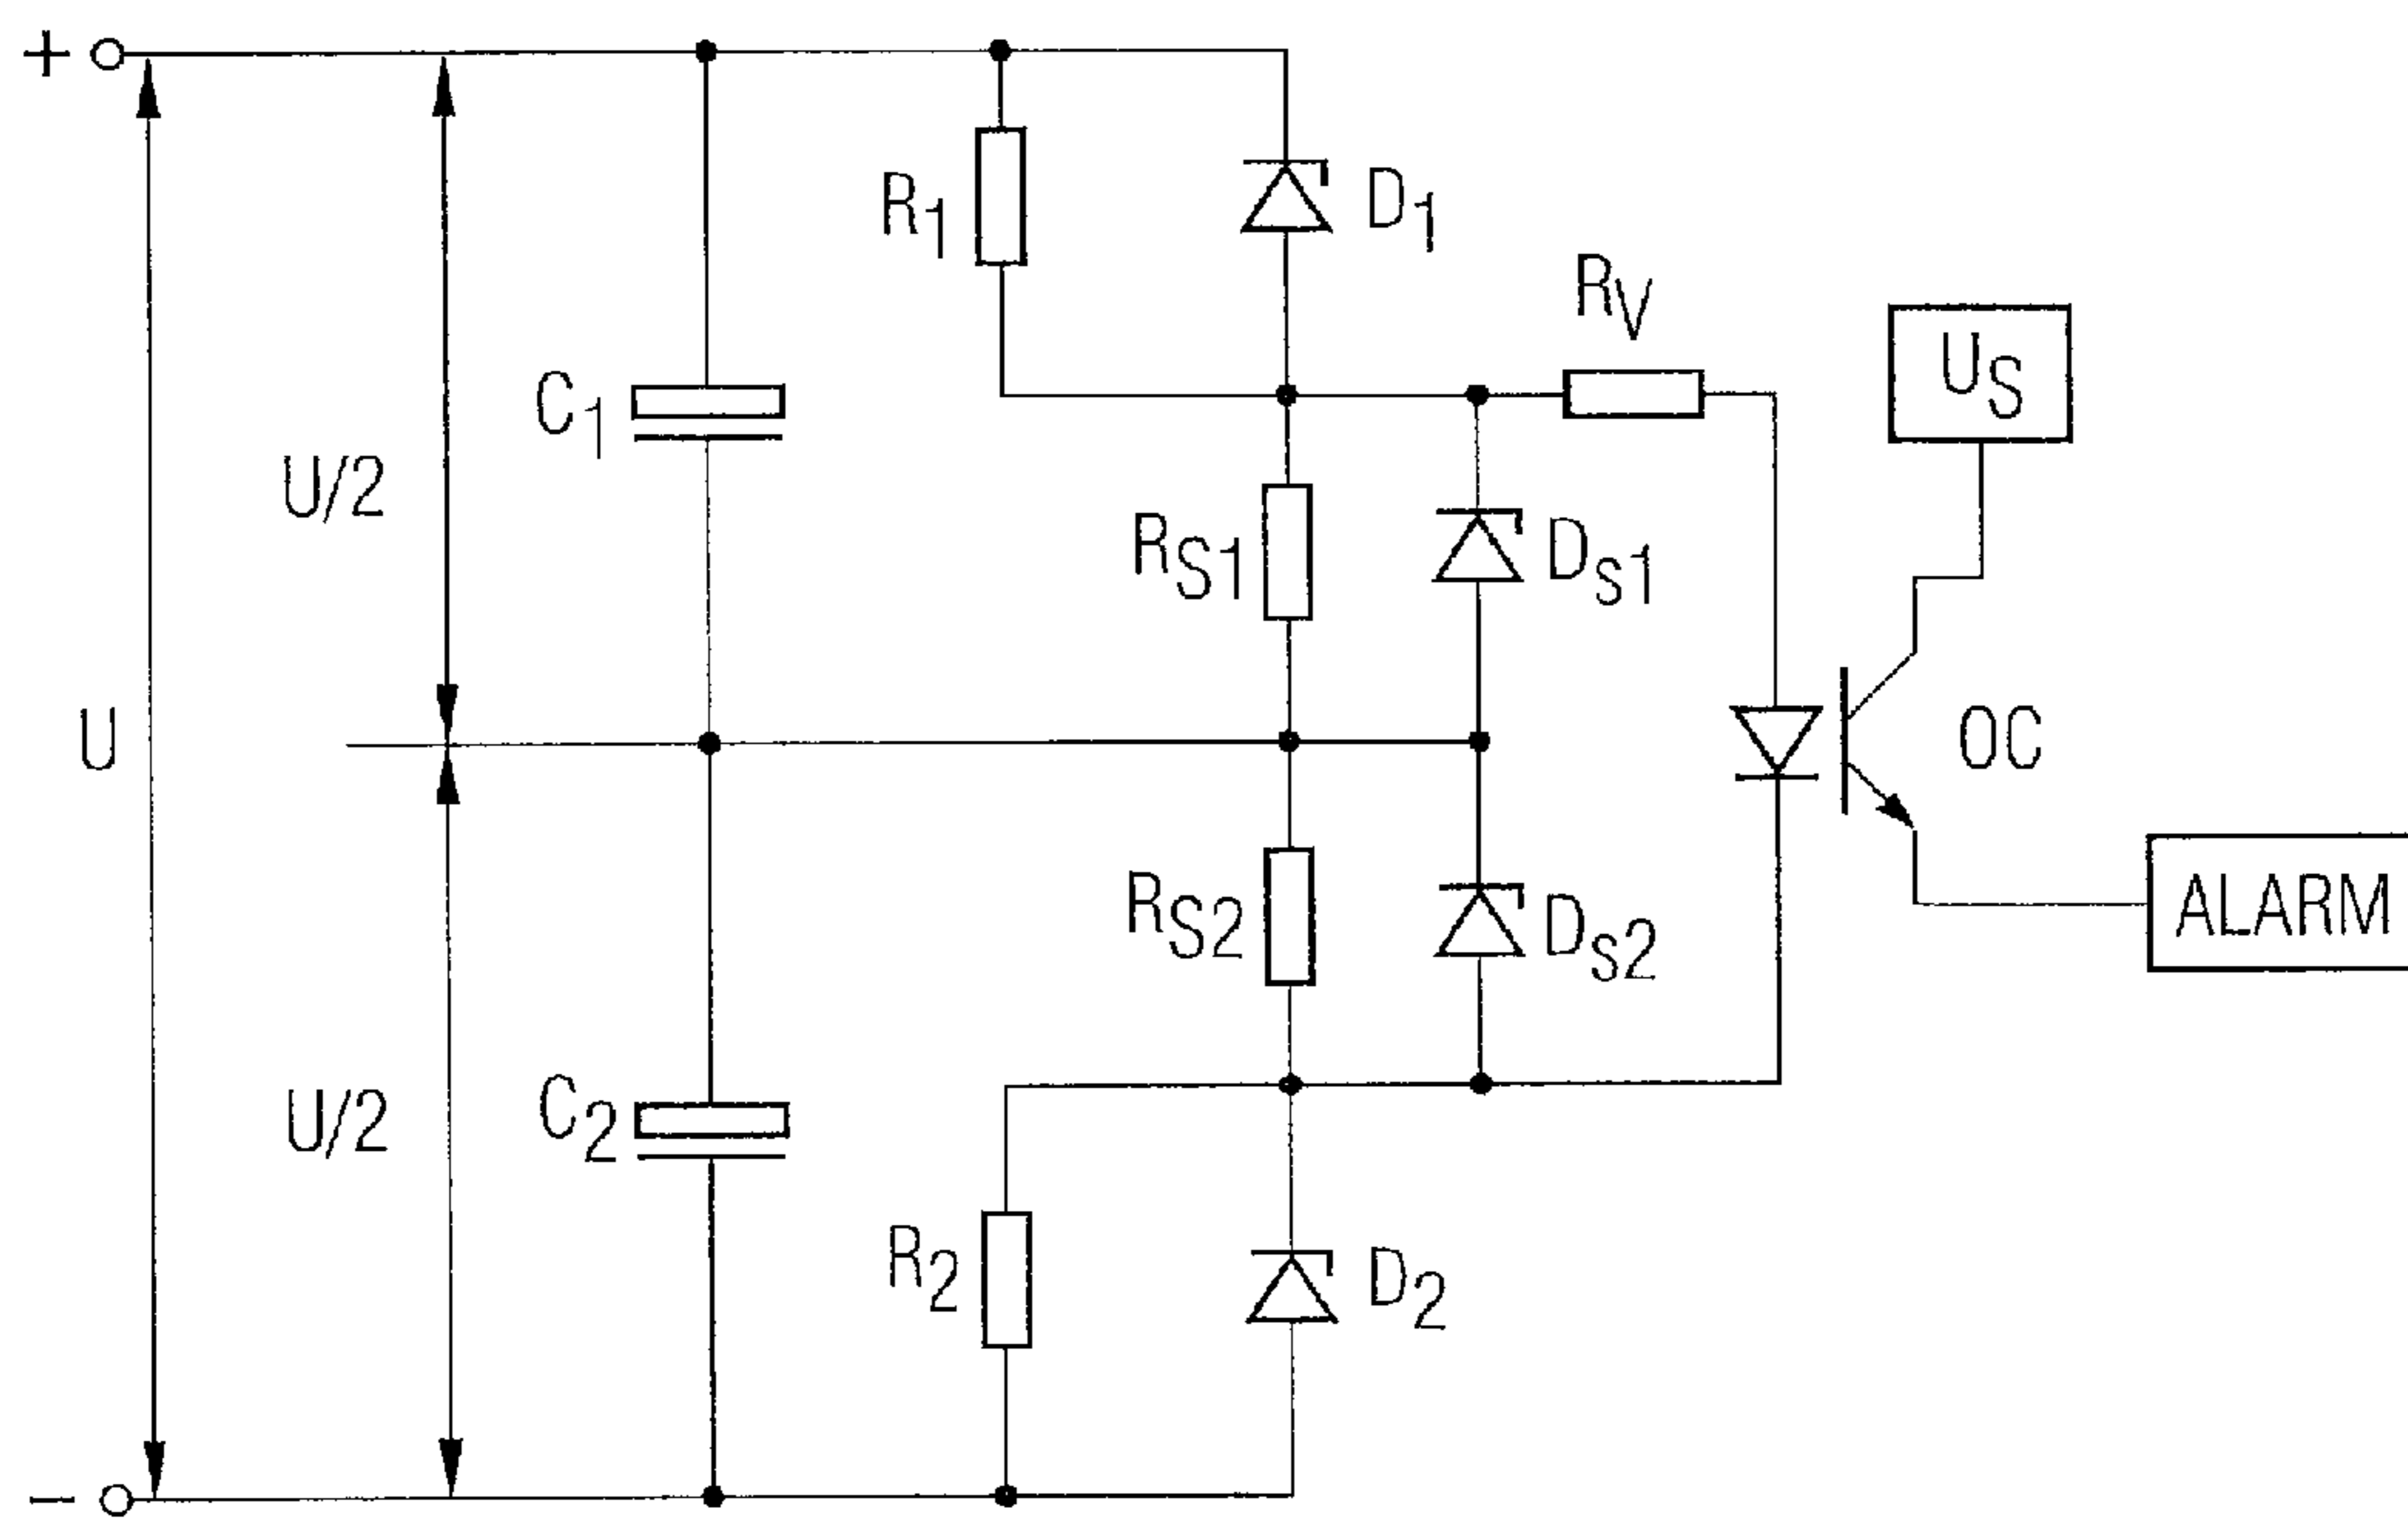 +
R1
D1
RV
US
C1
U/2
RS1
Ds1
U
OC
RS2
Ds2
ALARM
C2
U/2
R2
D2
−